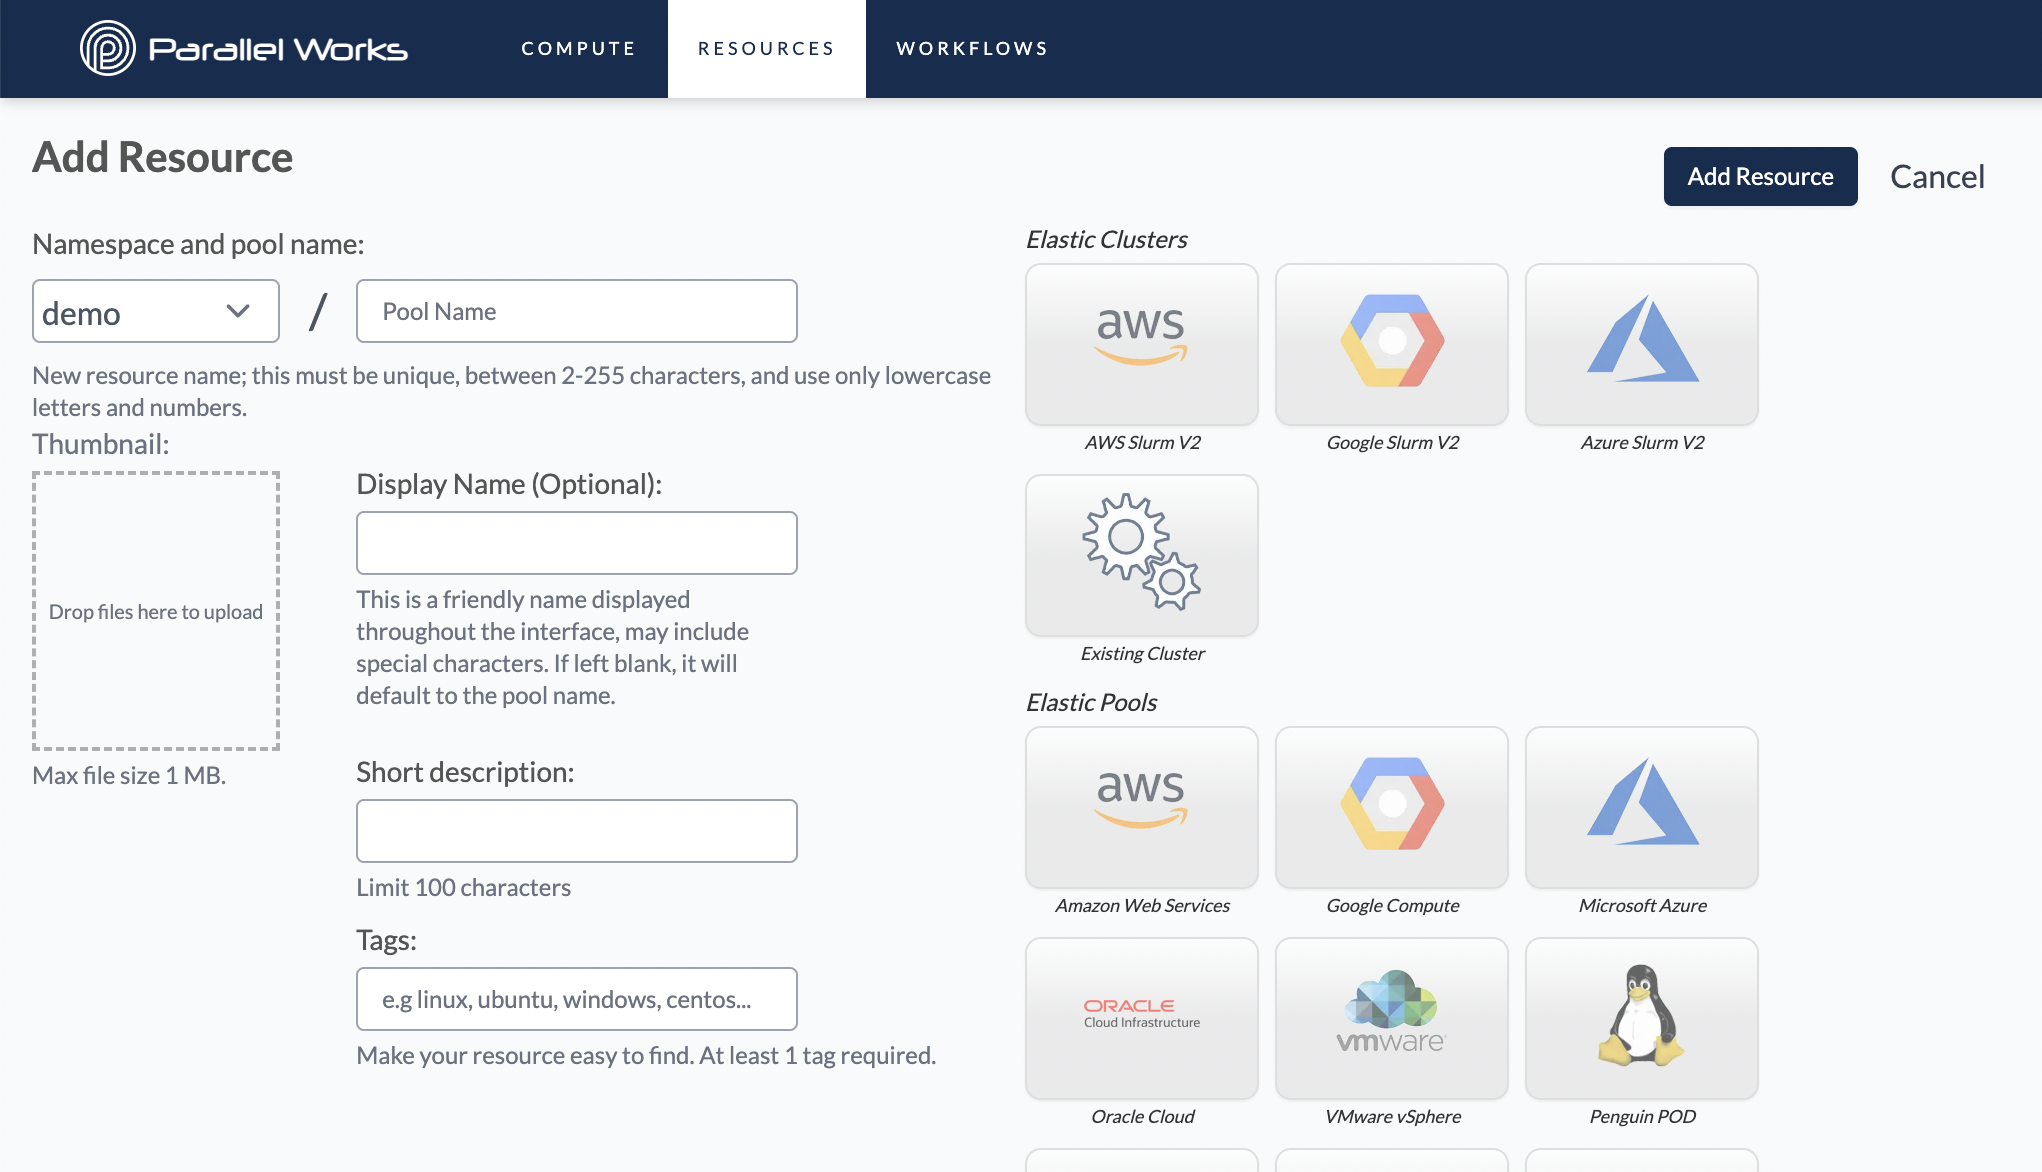 Parallel Works
COMPUTE
RESOURCES
WORKFLOWS
Add Resource
Add Resource
Cancel
Namespace and pool name:
demo
/
Pool Name
New resource name; this must be unique, between 2-255 characters, and use only lowercase
letters and numbers.
Thumbnail:
Drop files here to upload
Max file size 1 MB.
Display Name (Optional):
This is a friendly name displayed
throughout the interface, may include
special characters. If left blank, it will
default to the pool name.
Short description:
Limit 100 characters
Tags:
e.g linux, ubuntu, windows, centos...
Make your resource easy to find. At least 1 tag required.
Elastic Clusters
aws
AWS Slurm V2
Google Slurm V2
Azure Slurm V2
Existing Cluster
Elastic Pools
aws
Amazon Web Services
Google Compute
Microsoft Azure
ORACLE
Cloud Infrastructure
Oracle Cloud
vmware
VMware vSphere
Penguin POD